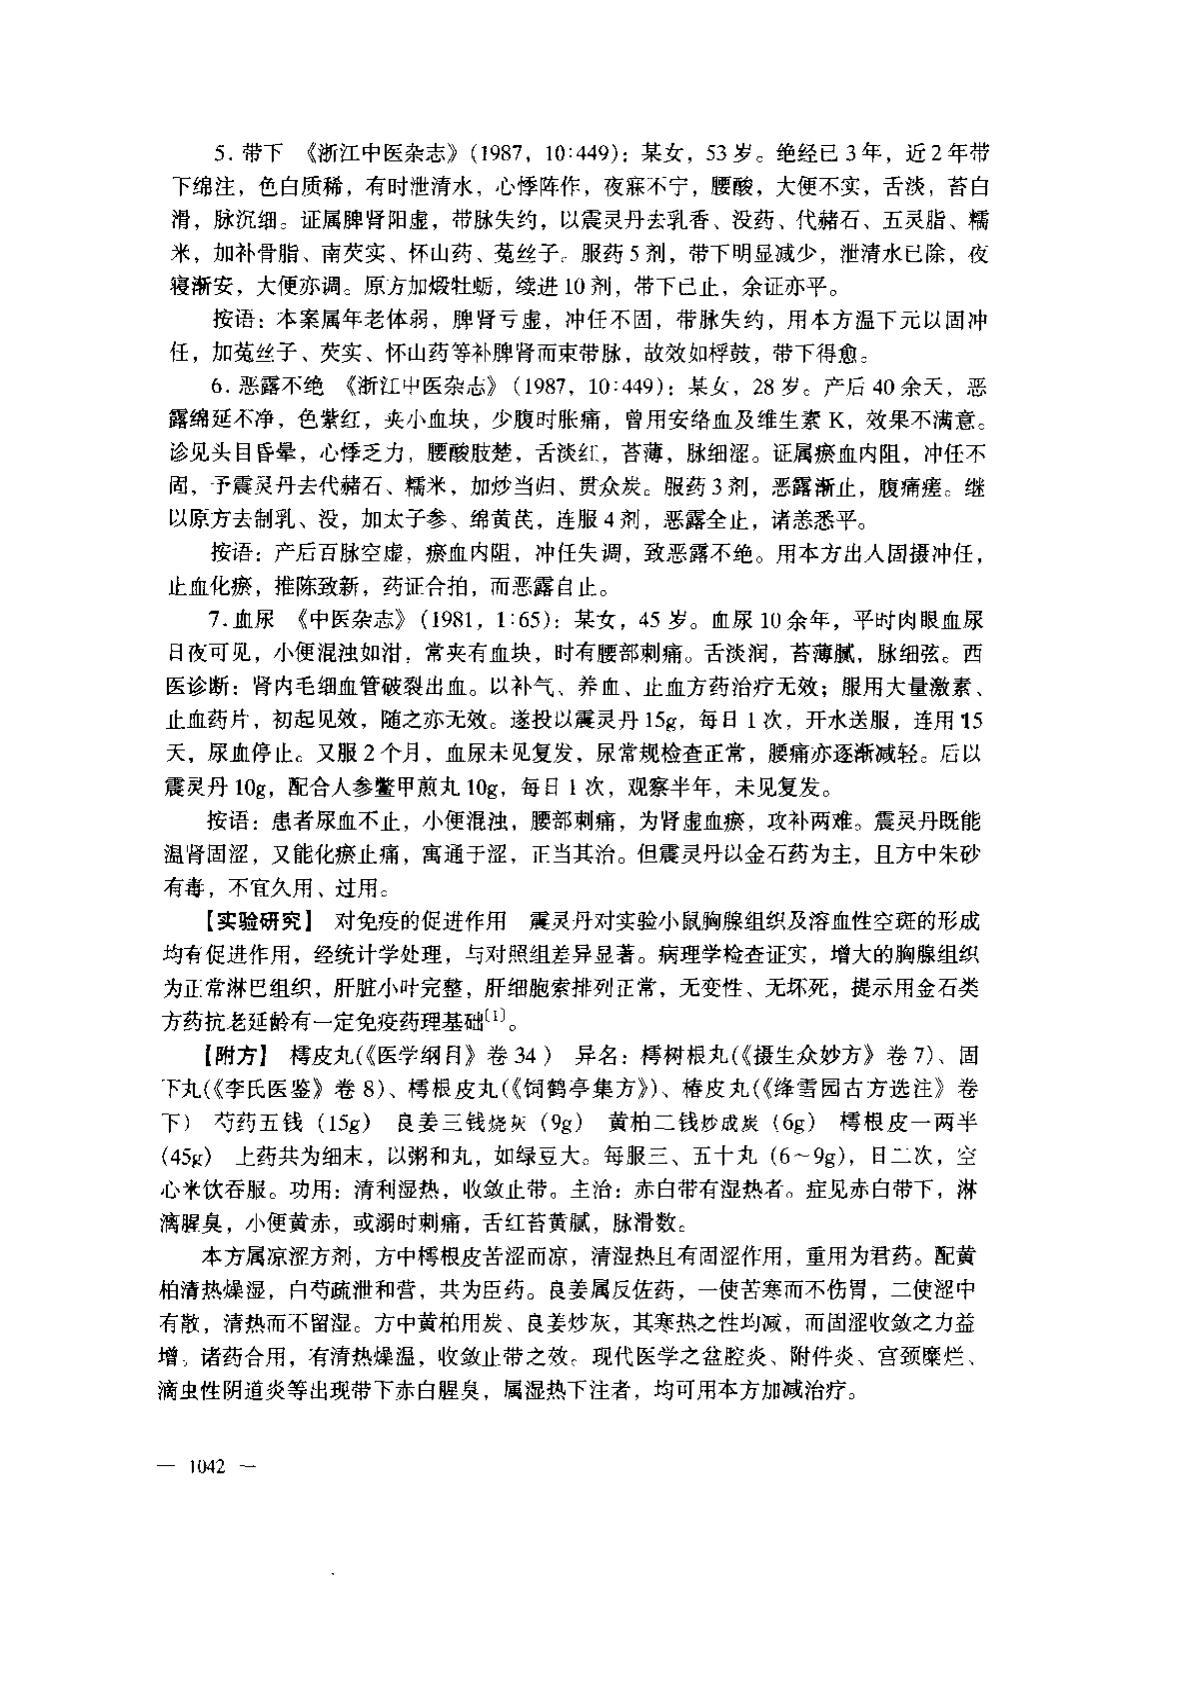 5. 带下 《浙江中医杂志》(1987，10:449)：某女，53岁。绝经已3年，近2年带
下绵注，色白质稀，有时泄清水，心悸阵作，夜寐不宁，腰酸，大便不实，舌淡，苔白
滑，脉沉细。证属脾肾阳虚，带脉失约，以震灵丹去乳香、没药、代赭石、五灵脂、糯
米，加补骨脂、南芡实、怀山药、菟丝子。服药5剂，带下明显减少，泄清水已除，夜
寝渐安，大便亦调。原方加煅牡蛎，续进10剂，带下已止，余证亦平。
按语：本案属年老体弱，脾肾亏虚，冲任不固，带脉失约，用本方温下元以固冲
任，加菟丝子、芡实、怀山药等补脾肾而束带脉，故效如桴鼓，带下得愈。
6. 恶露不绝 《浙江中医杂志》(1987，10:449)：某女，28岁。产后40余天，恶
露绵延不净，色紫红，夹小血块，少腹时胀痛，曾用安络血及维生素K，效果不满意。
诊见头目昏晕，心悸乏力，腰酸肢楚，舌淡红，苔薄，脉细涩。证属瘀血内阻，冲任不
固，予震灵丹去代赭石、糯米，加炒当归、贯众炭。服药3剂，恶露渐止，腹痛瘥。继
以原方去制乳、没，加太子参、绵黄芪，连服4剂，恶露全止，诸恙悉平。
按语：产后百脉空虚，瘀血内阻，冲任失调，致恶露不绝。用本方出入固摄冲任，
止血化瘀，推陈致新，药证合拍，而恶露自止。
7. 血尿 《中医杂志》(1981，1:65)：某女，45岁。血尿10余年，平时肉眼血尿
日夜可见，小便混浊如泔，常夹有血块，时有腰部刺痛。舌淡润，苔薄腻，脉细弦。西
医诊断：肾内毛细血管破裂出血。以补气、养血、止血方药治疗无效；服用大量激素、
止血药片，初起见效，随之亦无效。遂投以震灵丹15g，每日1次，开水送服，连用15
天，尿血停止。又服2个月，血尿未见复发，尿常规检查正常，腰痛亦逐渐减轻。后以
震灵丹10g，配合人参鳖甲煎丸10g，每日1次，观察半年，未见复发。
按语：患者尿血不止，小便混浊，腰部刺痛，为肾虚血瘀，攻补两难。震灵丹既能
温肾固涩，又能化瘀止痛，寓通于涩，正当其治。但震灵丹以金石药为主，且方中朱砂
有毒，不宜久用、过用。
【实验研究】 对免疫的促进作用 震灵丹对实验小鼠胸腺组织及溶血性空斑的形成
均有促进作用，经统计学处理，与对照组差异显著。病理学检查证实，增大的胸腺组织
为正常淋巴组织，肝脏小叶完整，肝细胞索排列正常，无变性、无坏死，提示用金石类
方药抗老延龄有一定免疫药理基础〔1〕。
【附方】 樗皮丸(《医学纲目》卷34） 异名：樗树根丸(《摄生众妙方》卷7)、固
下丸(《李氏医鉴》卷8)、樗根皮丸(《饲鹤亭集方》)、椿皮丸(《绛雪园古方选注》卷
下） 芍药五钱（15g） 良姜三钱烧灰（9g） 黄柏二钱炒成炭（6g） 樗根皮一两半
(45g) 上药共为细末，以粥和丸，如绿豆大。每服三、五十丸（6～9g)，日二次，空
心米饮吞服。功用：清利湿热，收敛止带。主治：赤白带有湿热者。症见赤白带下，淋
漓腥臭，小便黄赤，或溺时刺痛，舌红苔黄腻，脉滑数。
本方属凉涩方剂，方中樗根皮苦涩而凉，清湿热且有固涩作用，重用为君药。配黄
柏清热燥湿，白芍疏泄和营，共为臣药。良姜属反佐药，一使苦寒而不伤胃，二使涩中
有散，清热而不留湿。方中黄柏用炭、良姜炒灰，其寒热之性均减，而固涩收敛之力益
增。诸药合用，有清热燥湿，收敛止带之效。现代医学之盆腔炎、附件炎、宫颈糜烂、
滴虫性阴道炎等出现带下赤白腥臭，属湿热下注者，均可用本方加减治疗。
— 1042 —